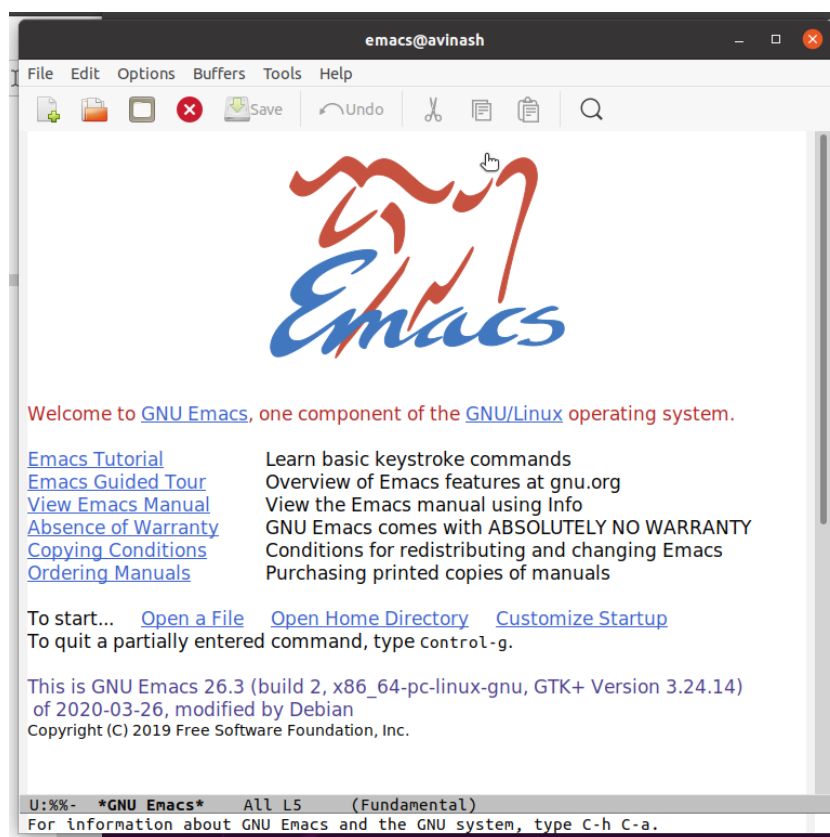 emacs@avinash
File Edit Options Buffers Tools Help
Save Undo
Emacs
Welcome to GNU Emacs, one component of the GNU/Linux operating system.
Emacs Tutorial Learn basic keystroke commands
Emacs Guided Tour Overview of Emacs features at gnu.org
View Emacs Manual View the Emacs manual using Info
Absence of Warranty GNU Emacs comes with ABSOLUTELY NO WARRANTY
Copying Conditions Conditions for redistributing and changing Emacs
Ordering Manuals Purchasing printed copies of manuals
To start... Open a File Open Home Directory Customize Startup
To quit a partially entered command, type Control-g.
This is GNU Emacs 26.3 (build 2, x86_64-pc-linux-gnu, GTK+ Version 3.24.14)
of 2020-03-26, modified by Debian
Copyright (C) 2019 Free Software Foundation, Inc.
U:%%- *GNU Emacs* All L5 (Fundamental)
For information about GNU Emacs and the GNU system, type C-h C-a.